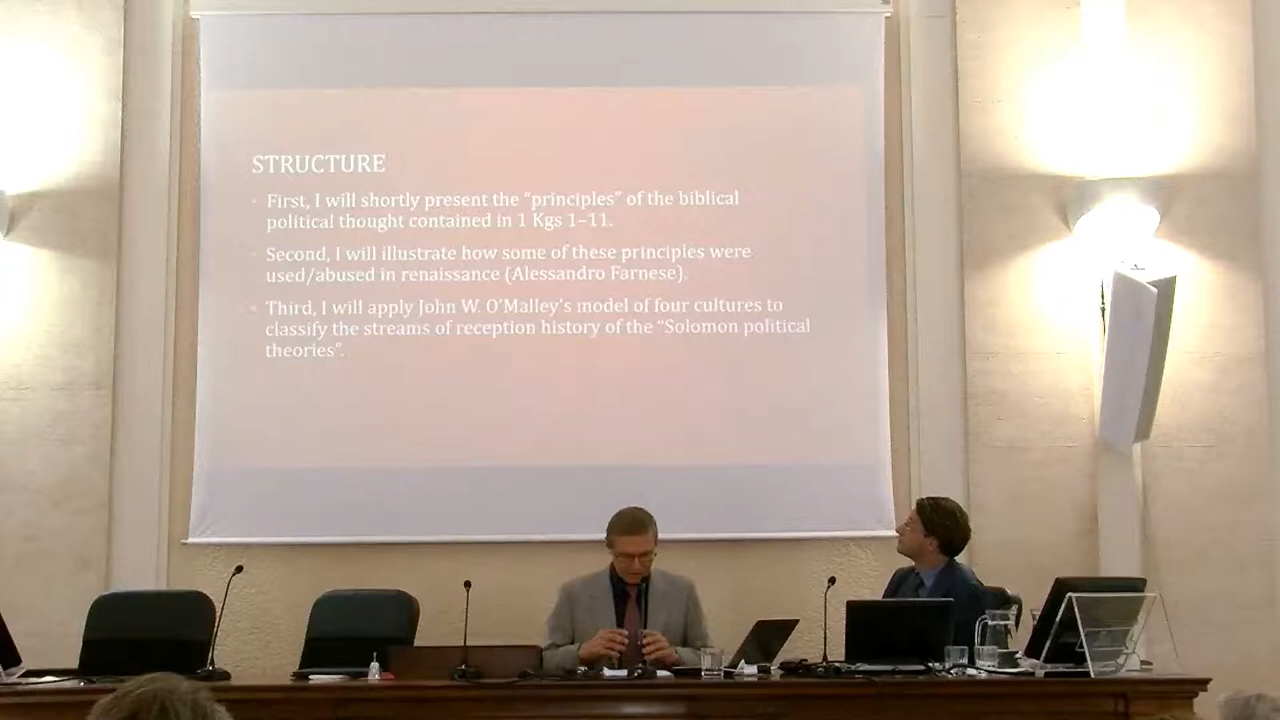 STRUCTURE
First, I will shortly present the “principles” of the biblical
political thought contained in 1 Kgs 1–11.
Second, I will illustrate how some of these principles were
used/abused in renaissance (Alessandro Farnese).
Third, I will apply John W. O’Malley’s model of four cultures to
classify the streams of reception history of the “Solomon political
theories”.